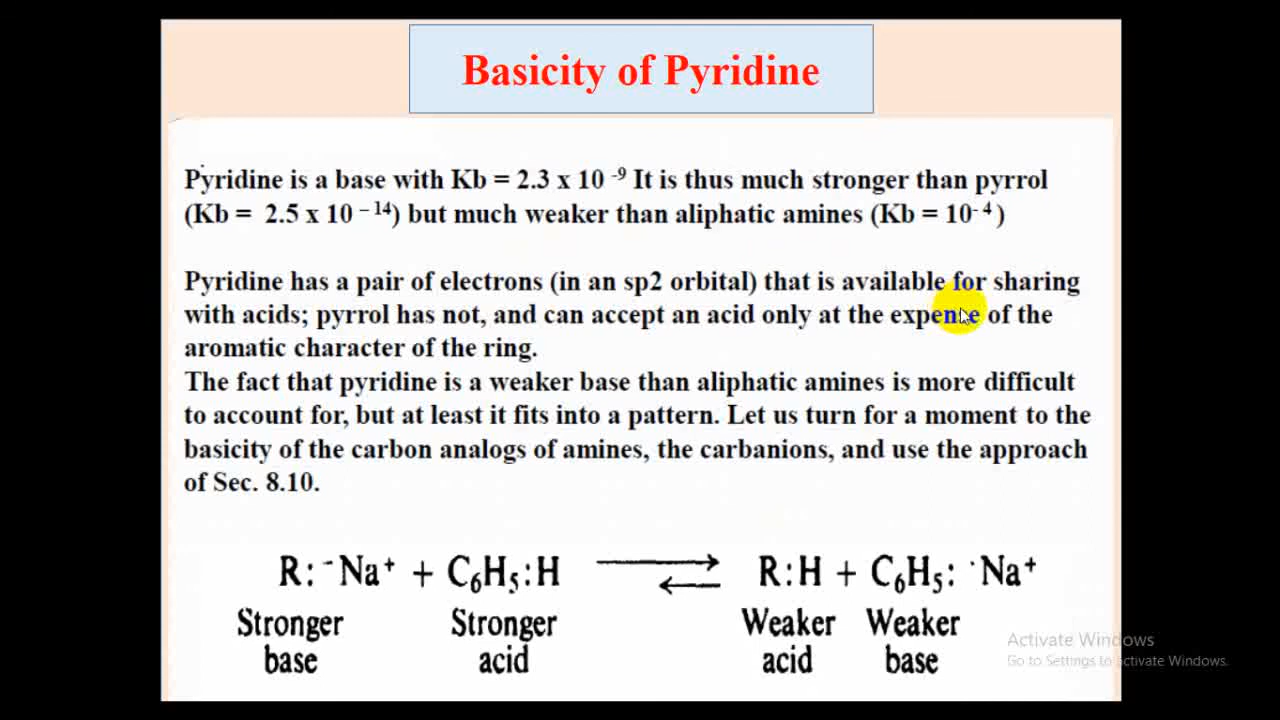 Basicity of Pyridine
Pyridine is a base with Kb = 2.3 x 10 -9 It is thus much stronger than pyrrol
(Kb = 2.5 x 10 – 14) but much weaker than aliphatic amines (Kb = 10- 4 )
Pyridine has a pair of electrons (in an sp2 orbital) that is available for sharing
with acids; pyrrol has not, and can accept an acid only at the expense of the
aromatic character of the ring.
The fact that pyridine is a weaker base than aliphatic amines is more difficult
to account for, but at least it fits into a pattern. Let us turn for a moment to the
basicity of the carbon analogs of amines, the carbanions, and use the approach
of Sec. 8.10.
R:-Na+ + C6H5:H ⇌ R:H + C6H5:-Na+
Stronger base Stronger acid Weaker acid Weaker base
Activate Windows
Go to Settings to activate Windows.